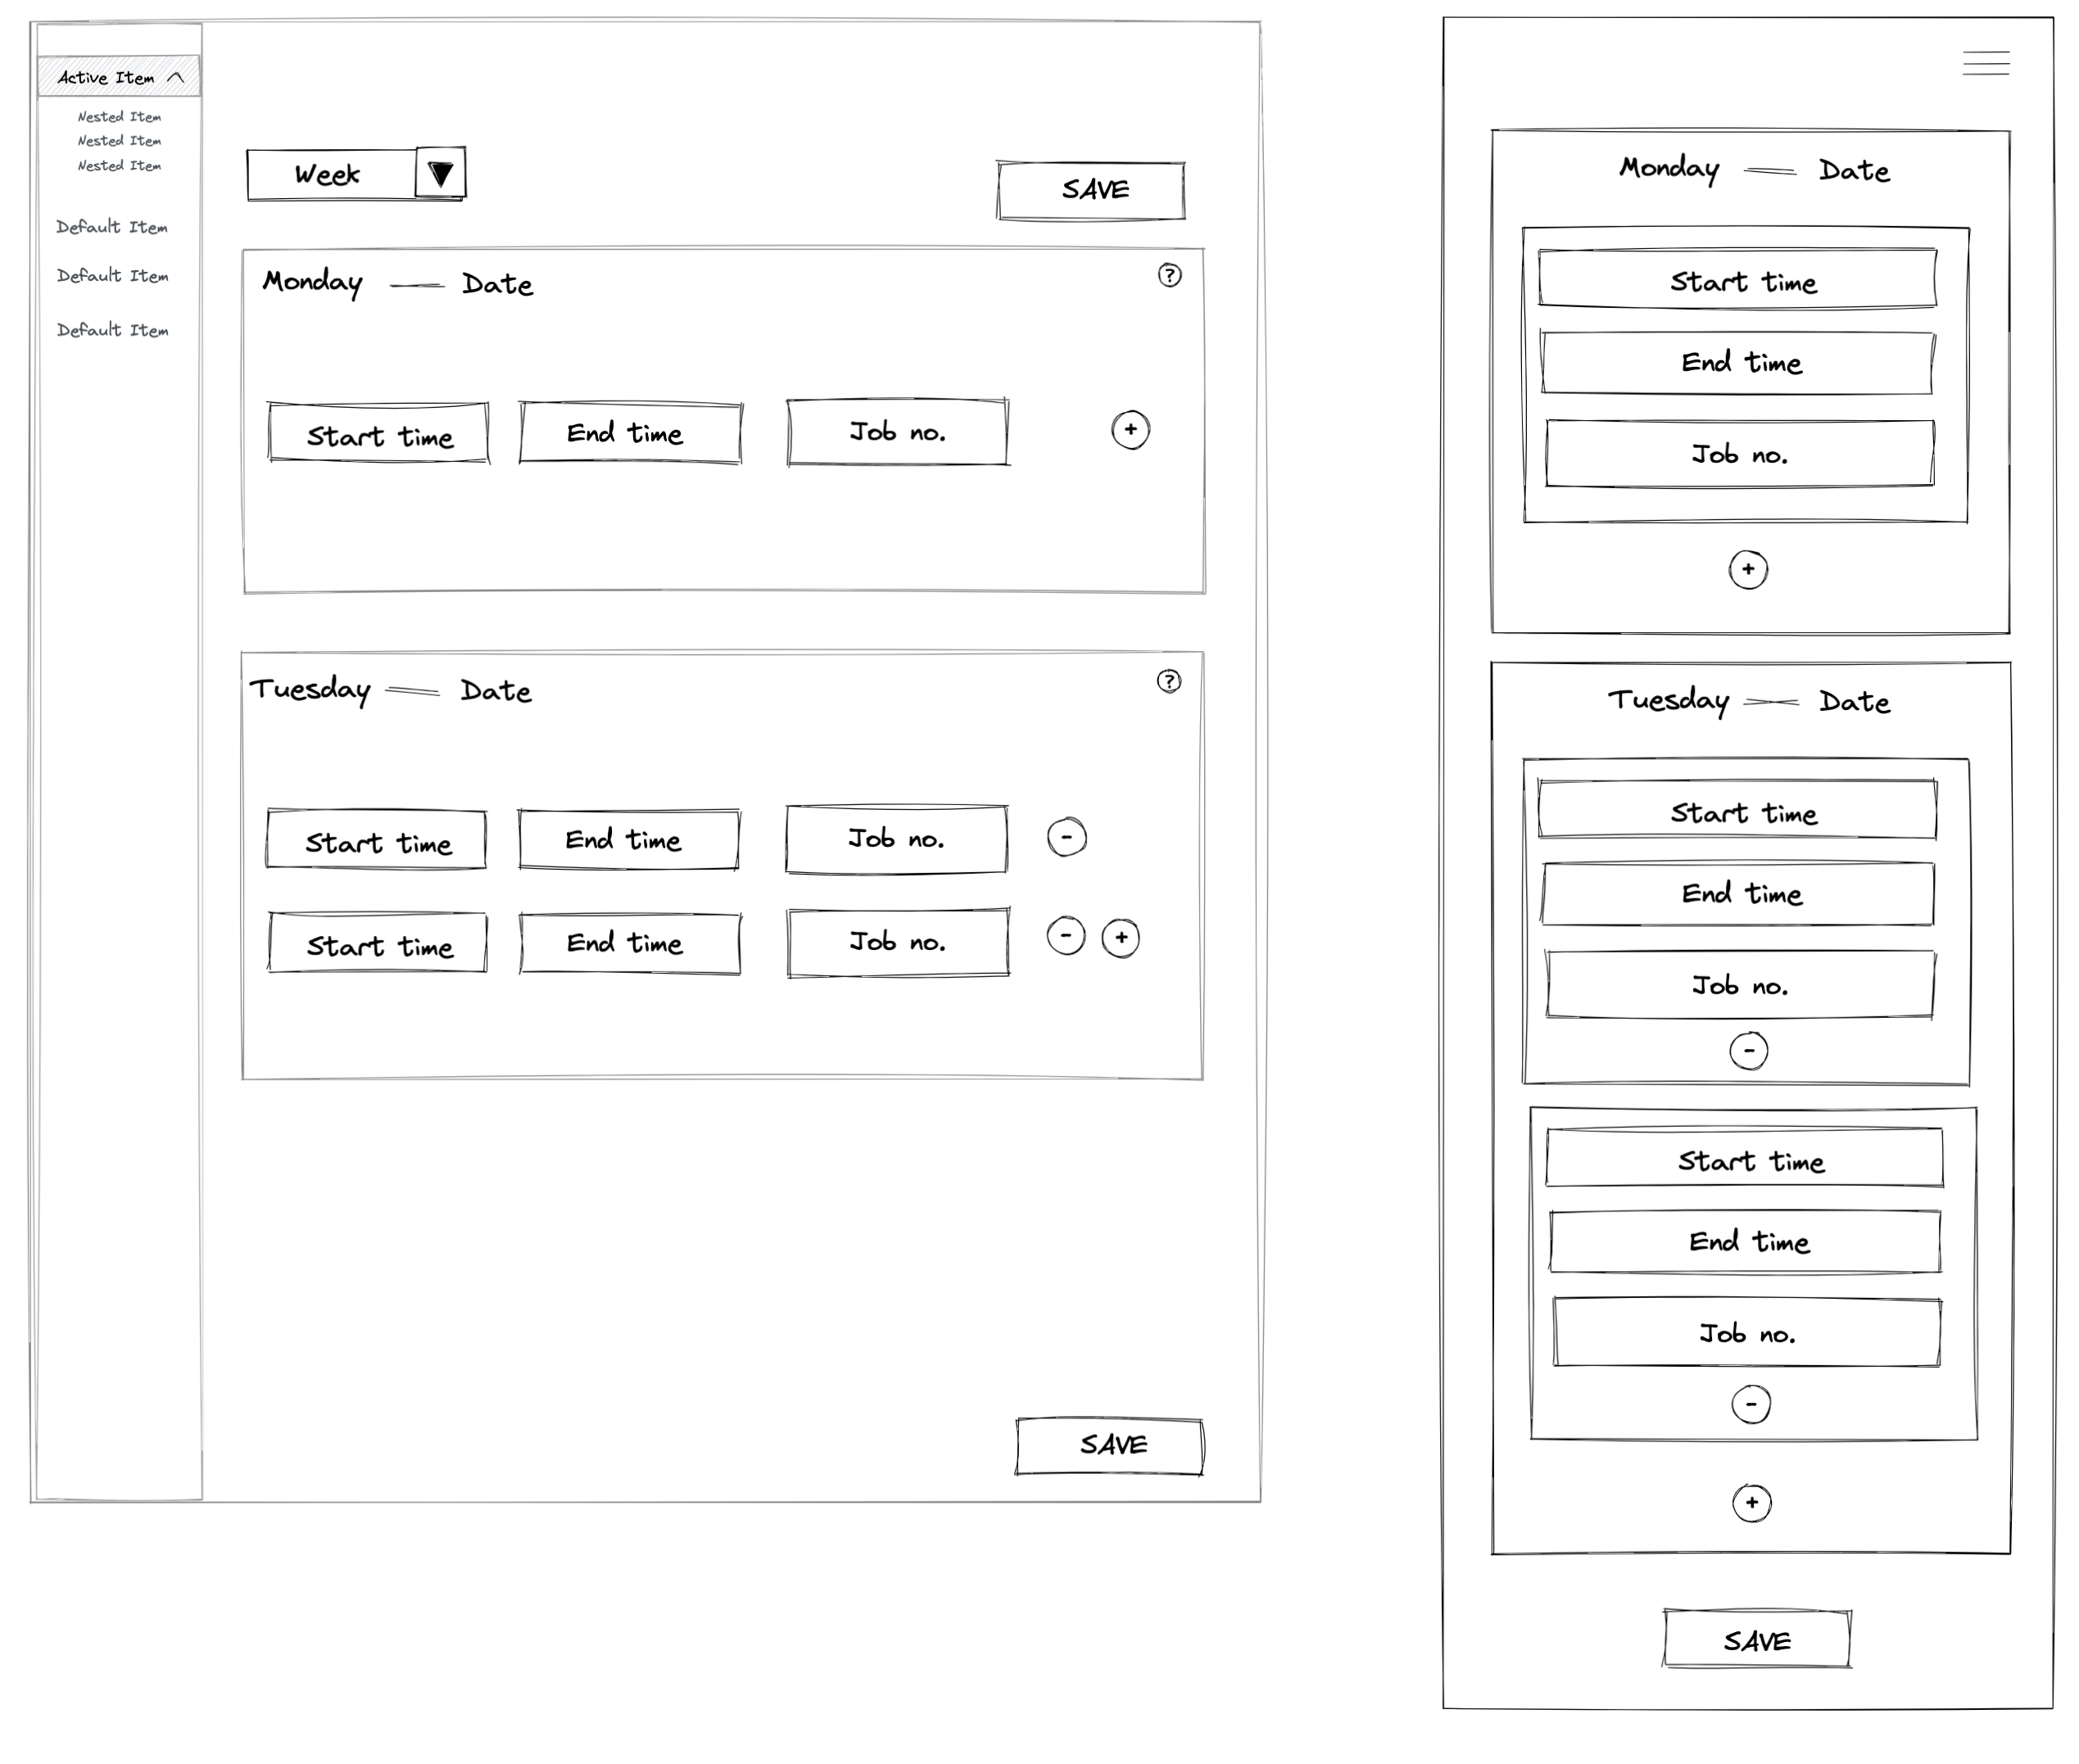 Active Item
Nested Item
Nested Item
Nested Item
Default Item
Default Item
Default Item
Week
SAVE
Monday — Date
?
Start time End time Job no. +
Tuesday — Date
?
Start time End time Job no. -
Start time End time Job no. - +
SAVE
Monday — Date
Start time
End time
Job no.
+
Tuesday — Date
Start time
End time
Job no.
-
Start time
End time
Job no.
-
+
SAVE